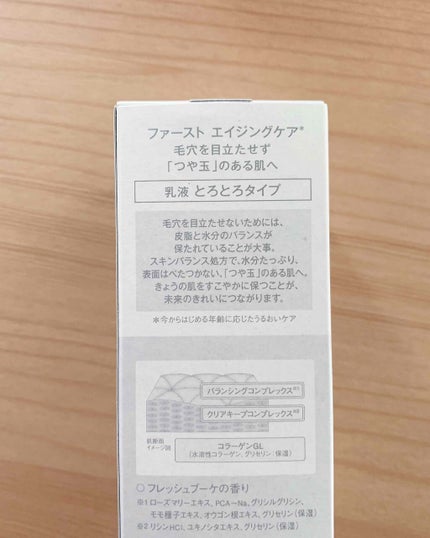 ファースト エイジングケア*
毛穴を目立たせず
「つや玉」のある肌へ
乳液 とろとろタイプ
毛穴を目立たせないためには、
皮脂と水分のバランスが
保たれていることが大事。
スキンバランス処方で、水分たっぷり、
表面はべたつかない、「つや玉」のある肌へ。
きょうの肌をすこやかに保つことが、
未来のきれいにつながります。
*今からはじめる年齢に応じたうるおいケア
バランシングコンプレックス※1
クリアキープコンプレックス※2
肌断面
イメージ図
コラーゲンGL
(水溶性コラーゲン、グリセリン:保湿)
○ フレッシュブーケの香り
※1 ローズマリーエキス、PCA-Na、グリシルグリシン、
モモ種子エキス、オウゴン根エキス、グリセリン(保湿)
※2 リシンHCl、ユキノシタエキス、グリセリン(保湿)